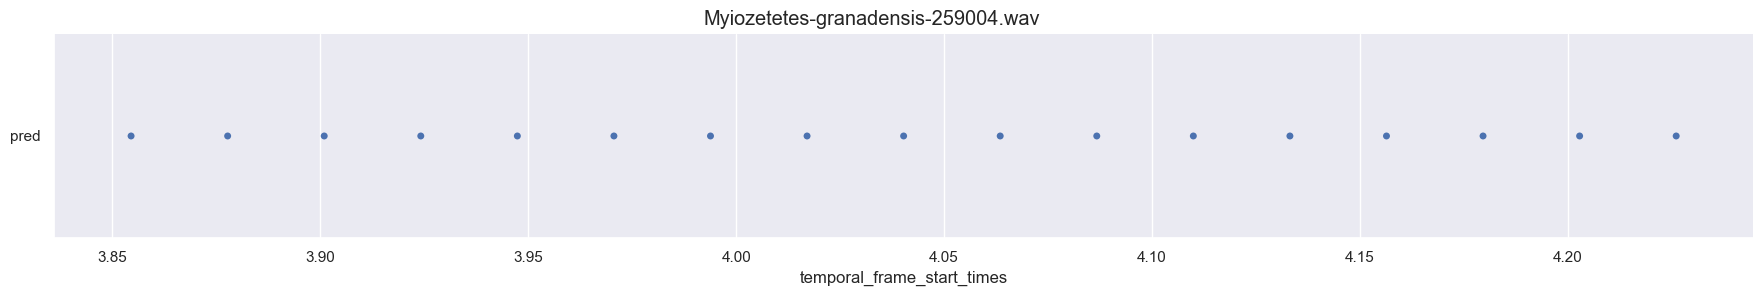 Myiozetetes-granadensis-259004.wav
pred
3.85 3.90 3.95 4.00 4.05 4.10 4.15 4.20
temporal_frame_start_times